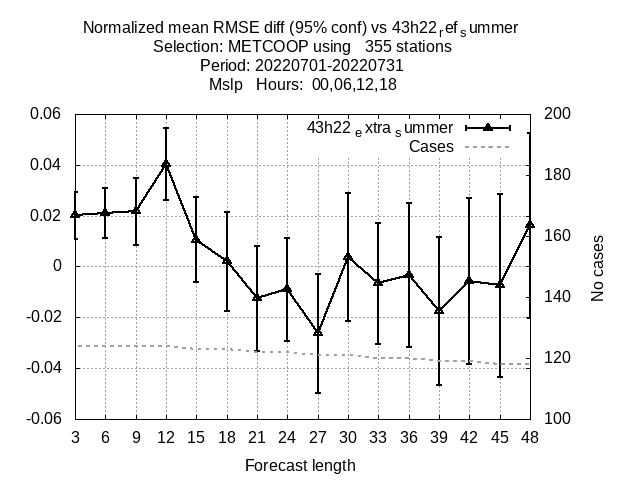 Normalized mean RMSE diff (95% conf) vs 43h22refsummer
Selection: METCOOP using 355 stations
Period: 20220701-20220731
Mslp Hours: 00,06,12,18
43h22extrasummer
Cases
0.06
0.04
0.02
0
-0.02
-0.04
-0.06
200
180
160
140
120
100
No cases
3 6 9 12 15 18 21 24 27 30 33 36 39 42 45 48
Forecast length